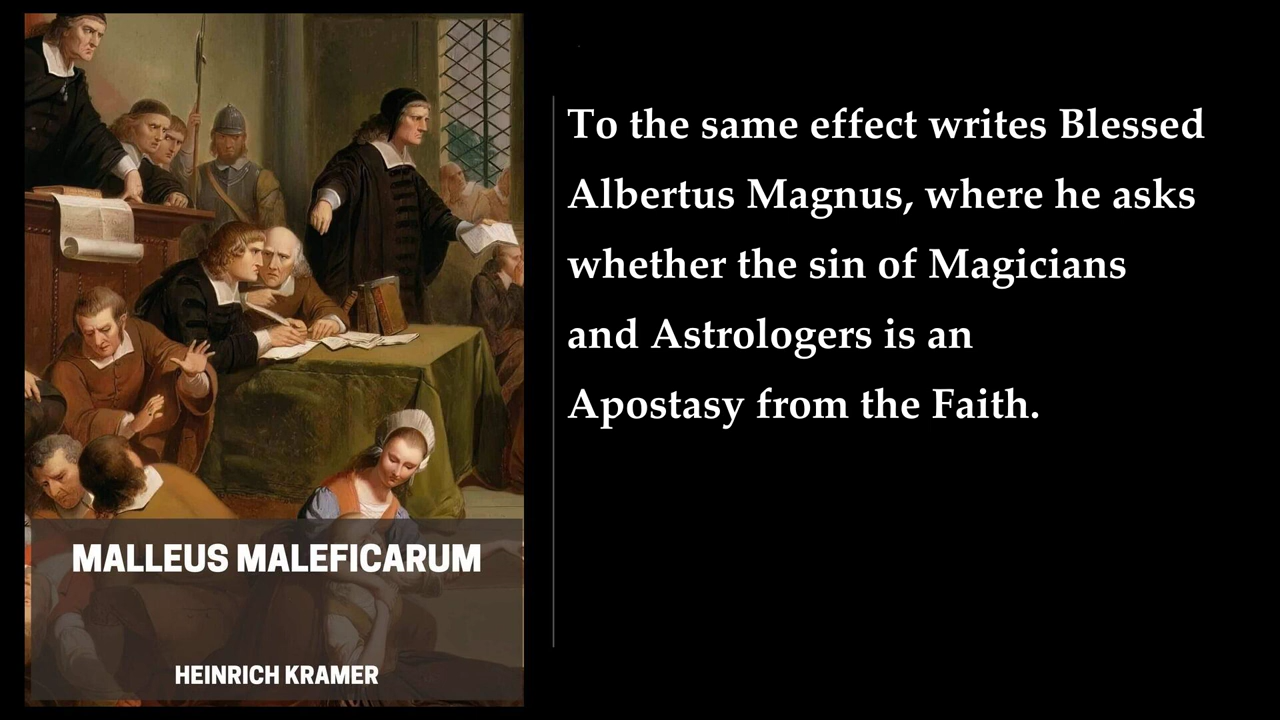 To the same effect writes Blessed
Albertus Magnus, where he asks
whether the sin of Magicians
and Astrologers is an
Apostasy from the Faith.
MALLEUS MALEFICARUM
HEINRICH KRAMER